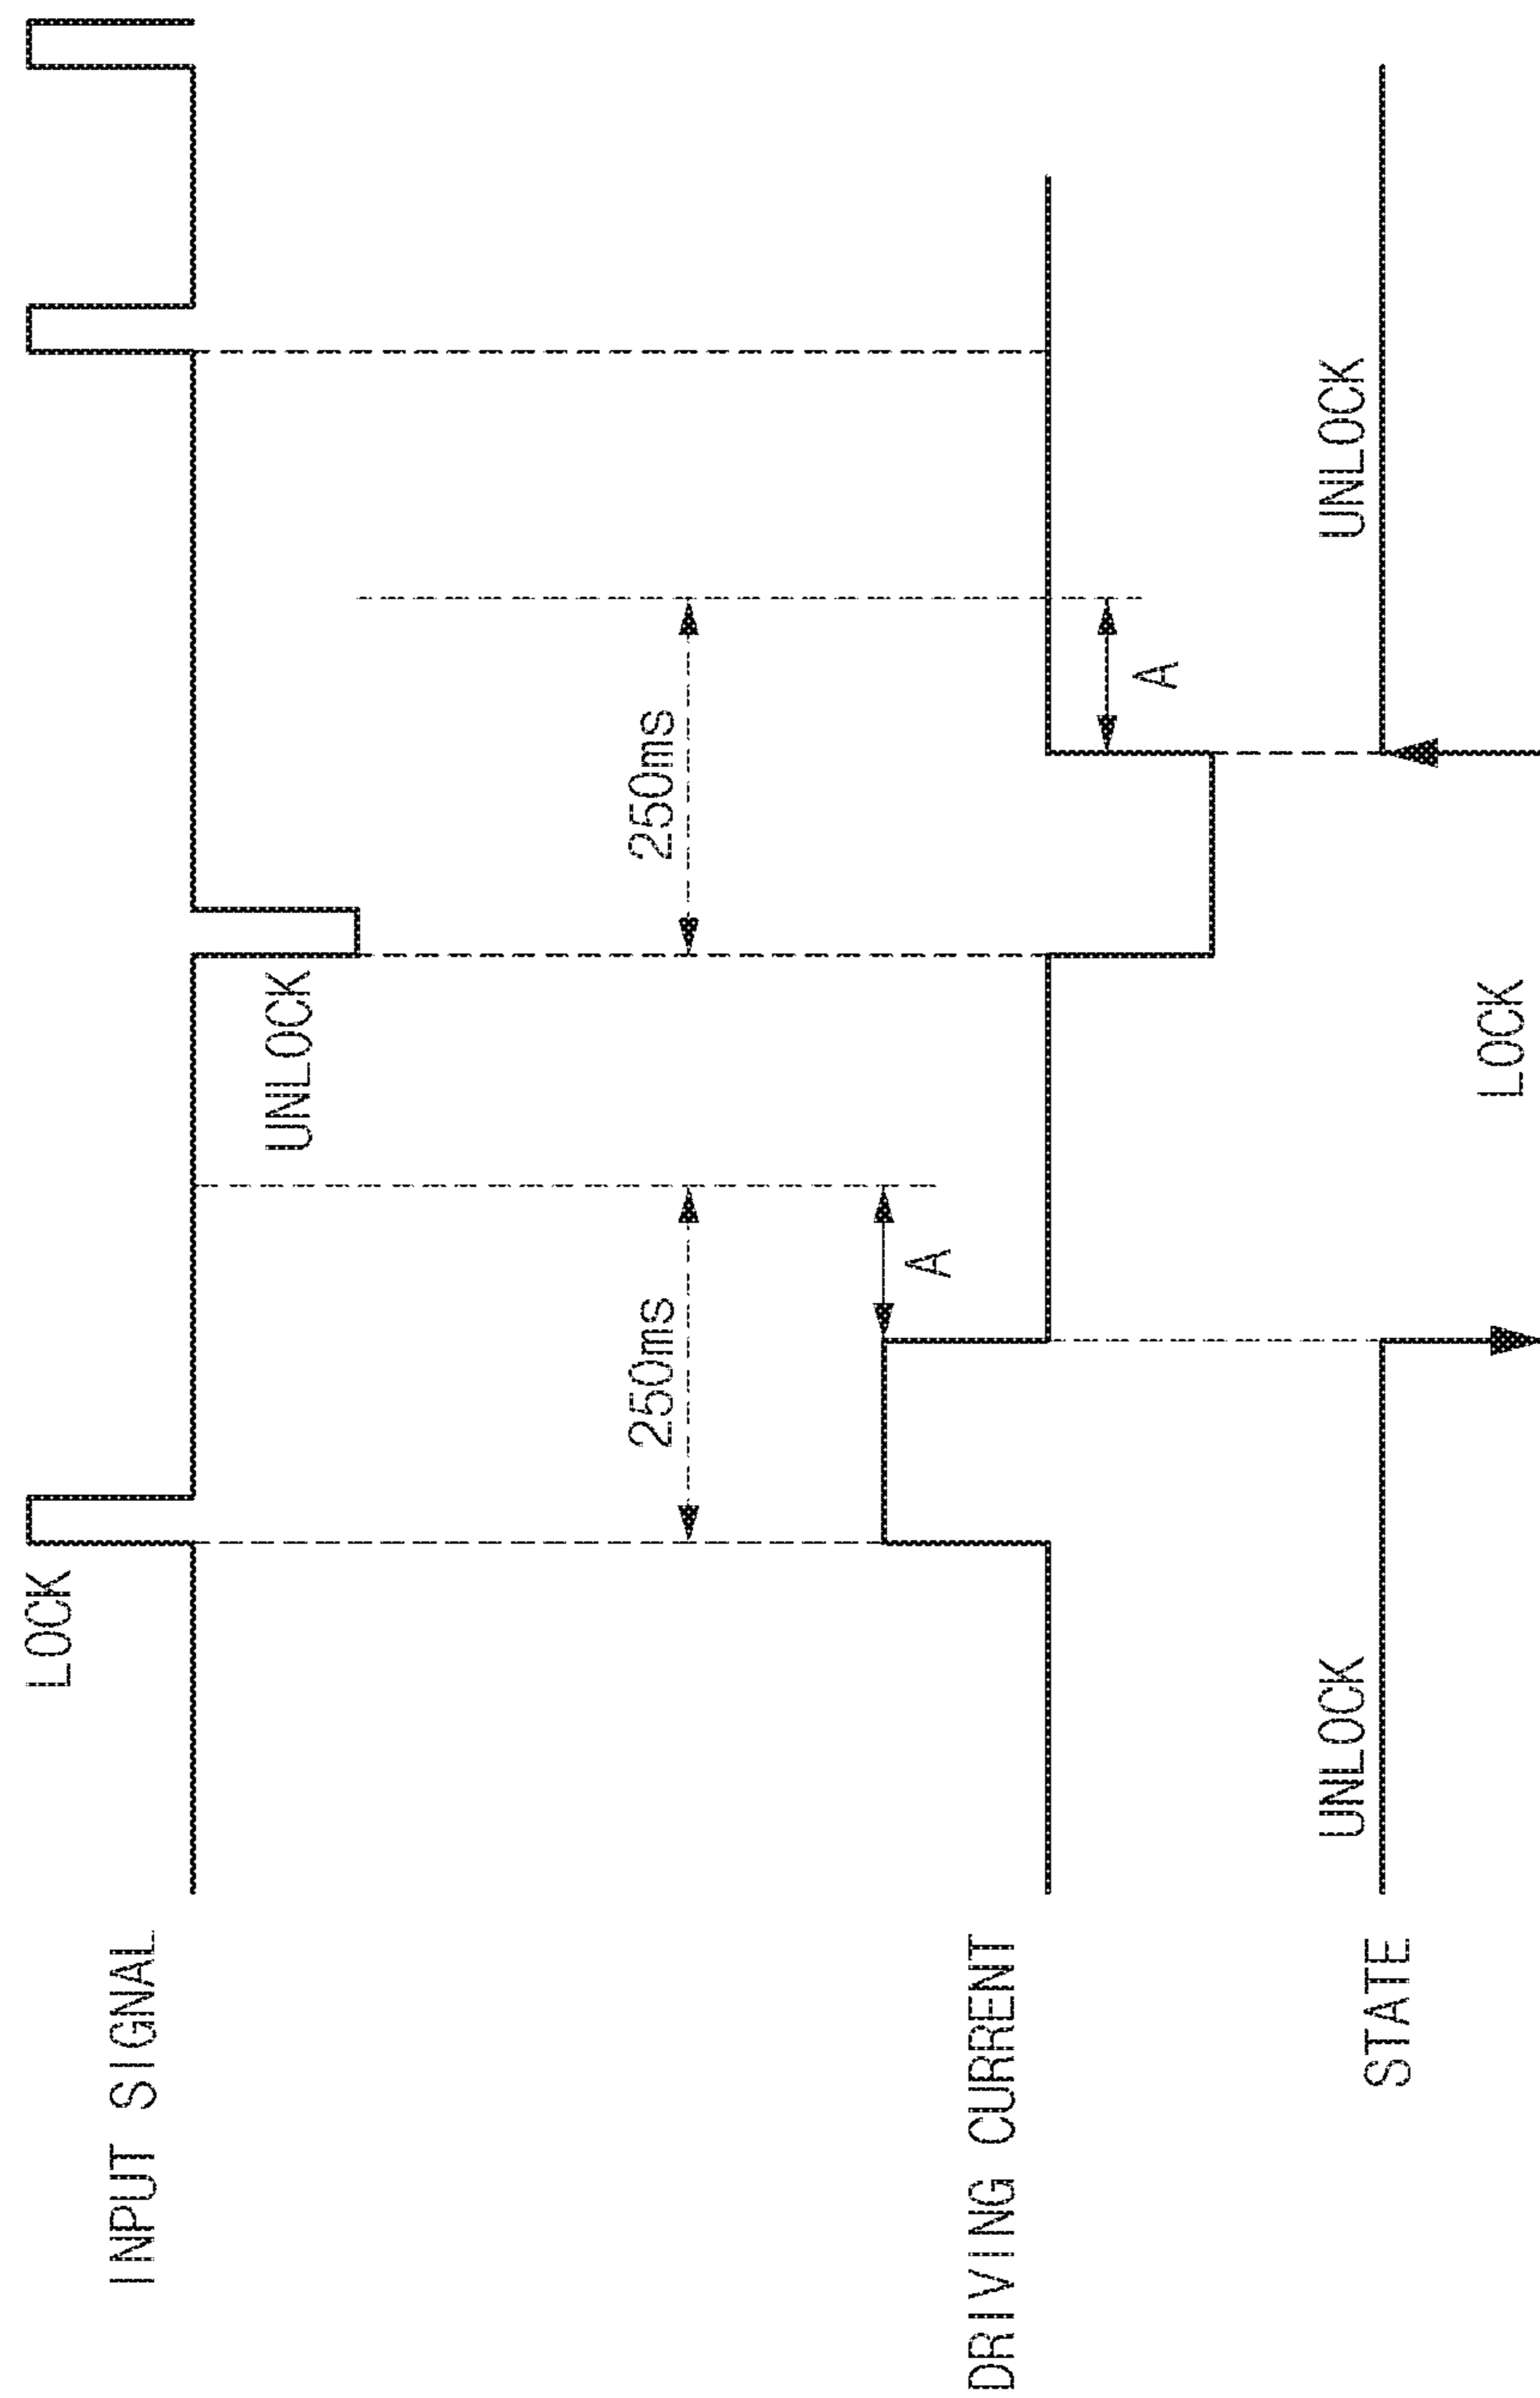 INPUT SIGNAL
LOCK
UNLOCK
250ms
250ms
DRIVING CURRENT
A
A
STATE
UNLOCK
LOCK
UNLOCK